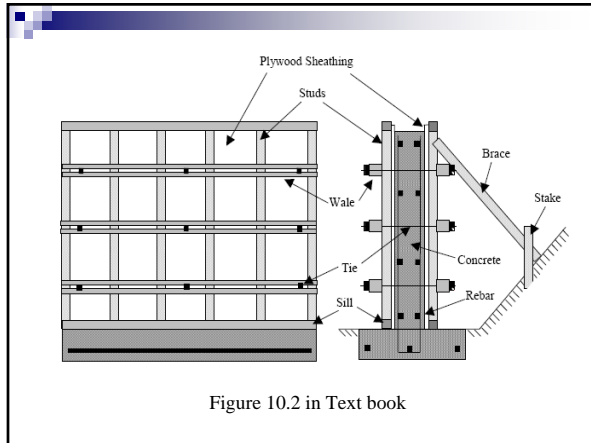 Plywood Sheathing
Studs
Brace
Stake
Wale
Tie
Concrete
Sill
Rebar
Figure 10.2 in Text book